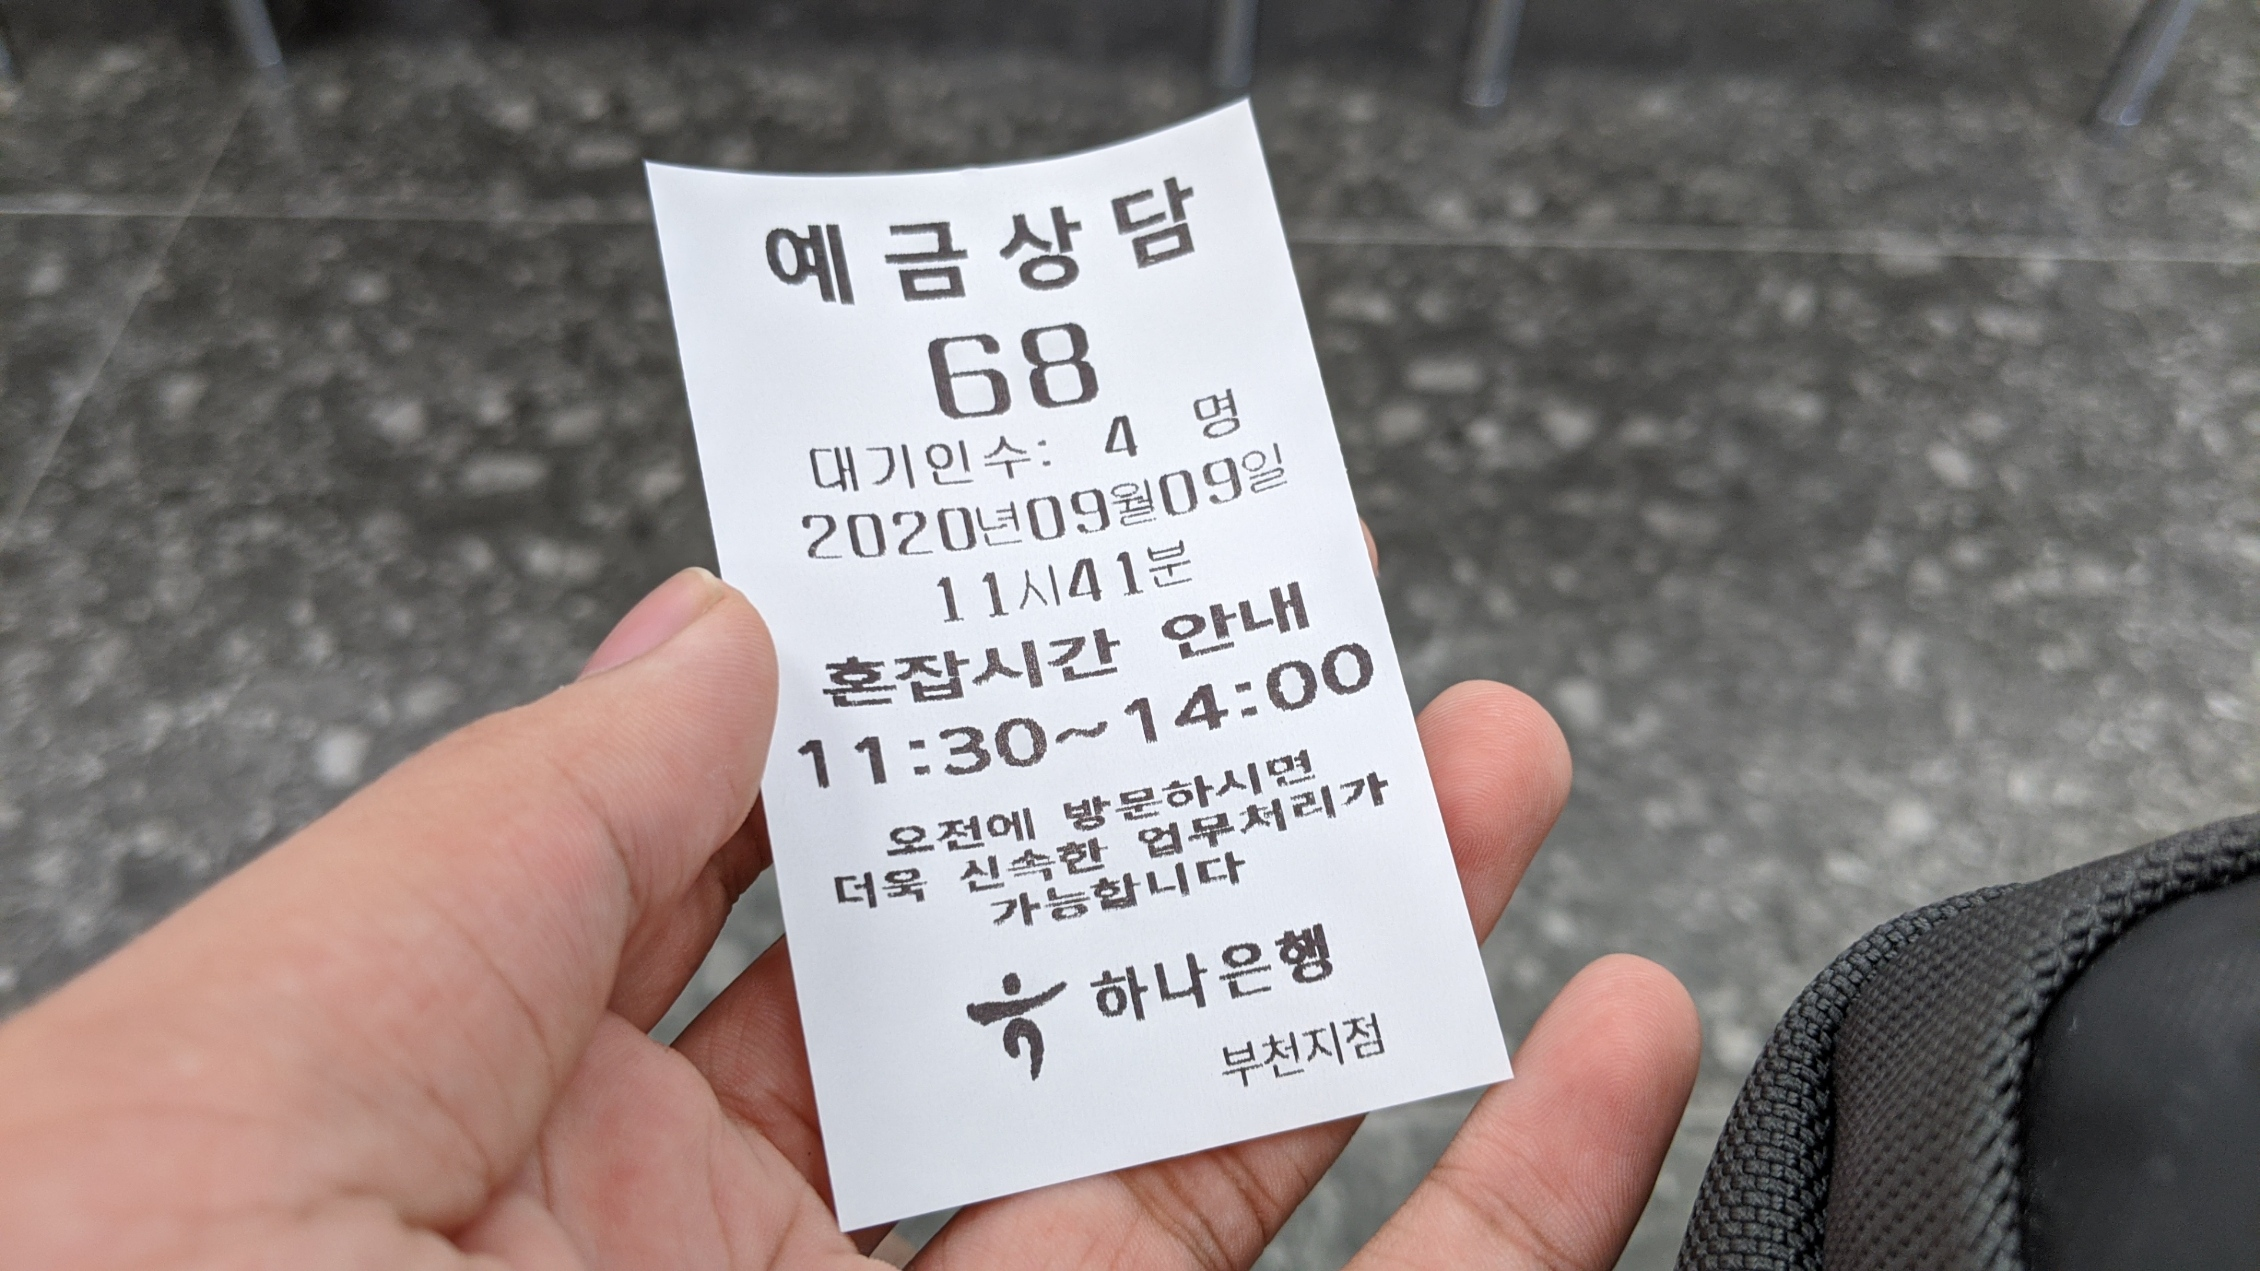 예금상담
68
대기인수: 4 명
2020년09월09일
11시41분
혼잡시간 안내
11:30~14:00
오전에 방문하시면
더욱 신속한 업무처리가
가능합니다
하나은행
부천지점